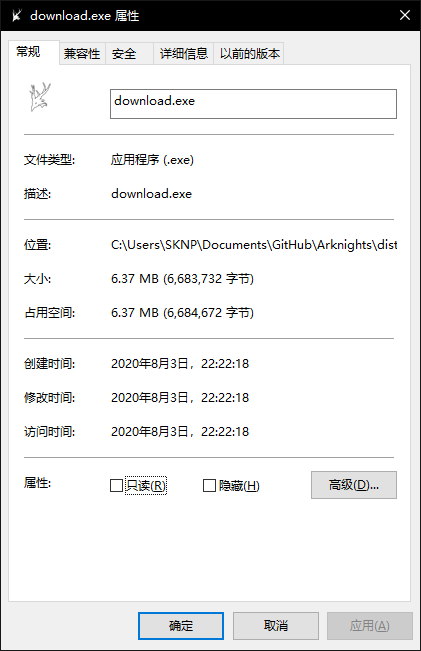 download.exe 属性
常规 兼容性 安全 详细信息 以前的版本
download.exe
文件类型: 应用程序 (.exe)
描述: download.exe
位置: C:\Users\SKNP\Documents\GitHub\Arknights\dist
大小: 6.37 MB (6,683,732 字节)
占用空间: 6.37 MB (6,684,672 字节)
创建时间: 2020年8月3日，22:22:18
修改时间: 2020年8月3日，22:22:18
访问时间: 2020年8月3日，22:22:18
属性: 只读(R) 隐藏(H) 高级(D)...
确定 取消 应用(A)